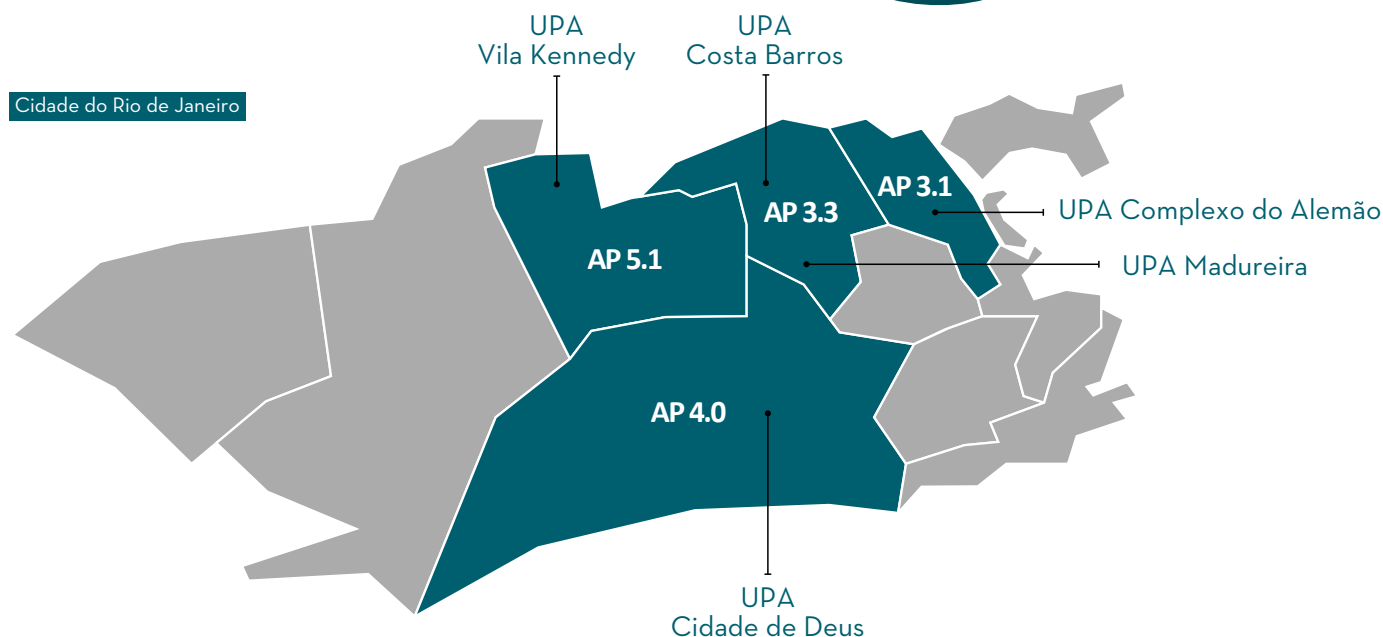 UPA
Vila Kennedy
UPA
Costa Barros
Cidade do Rio de Janeiro
AP 3.1
AP 3.3
UPA Complexo do Alemão
AP 5.1
UPA Madureira
AP 4.0
UPA
Cidade de Deus